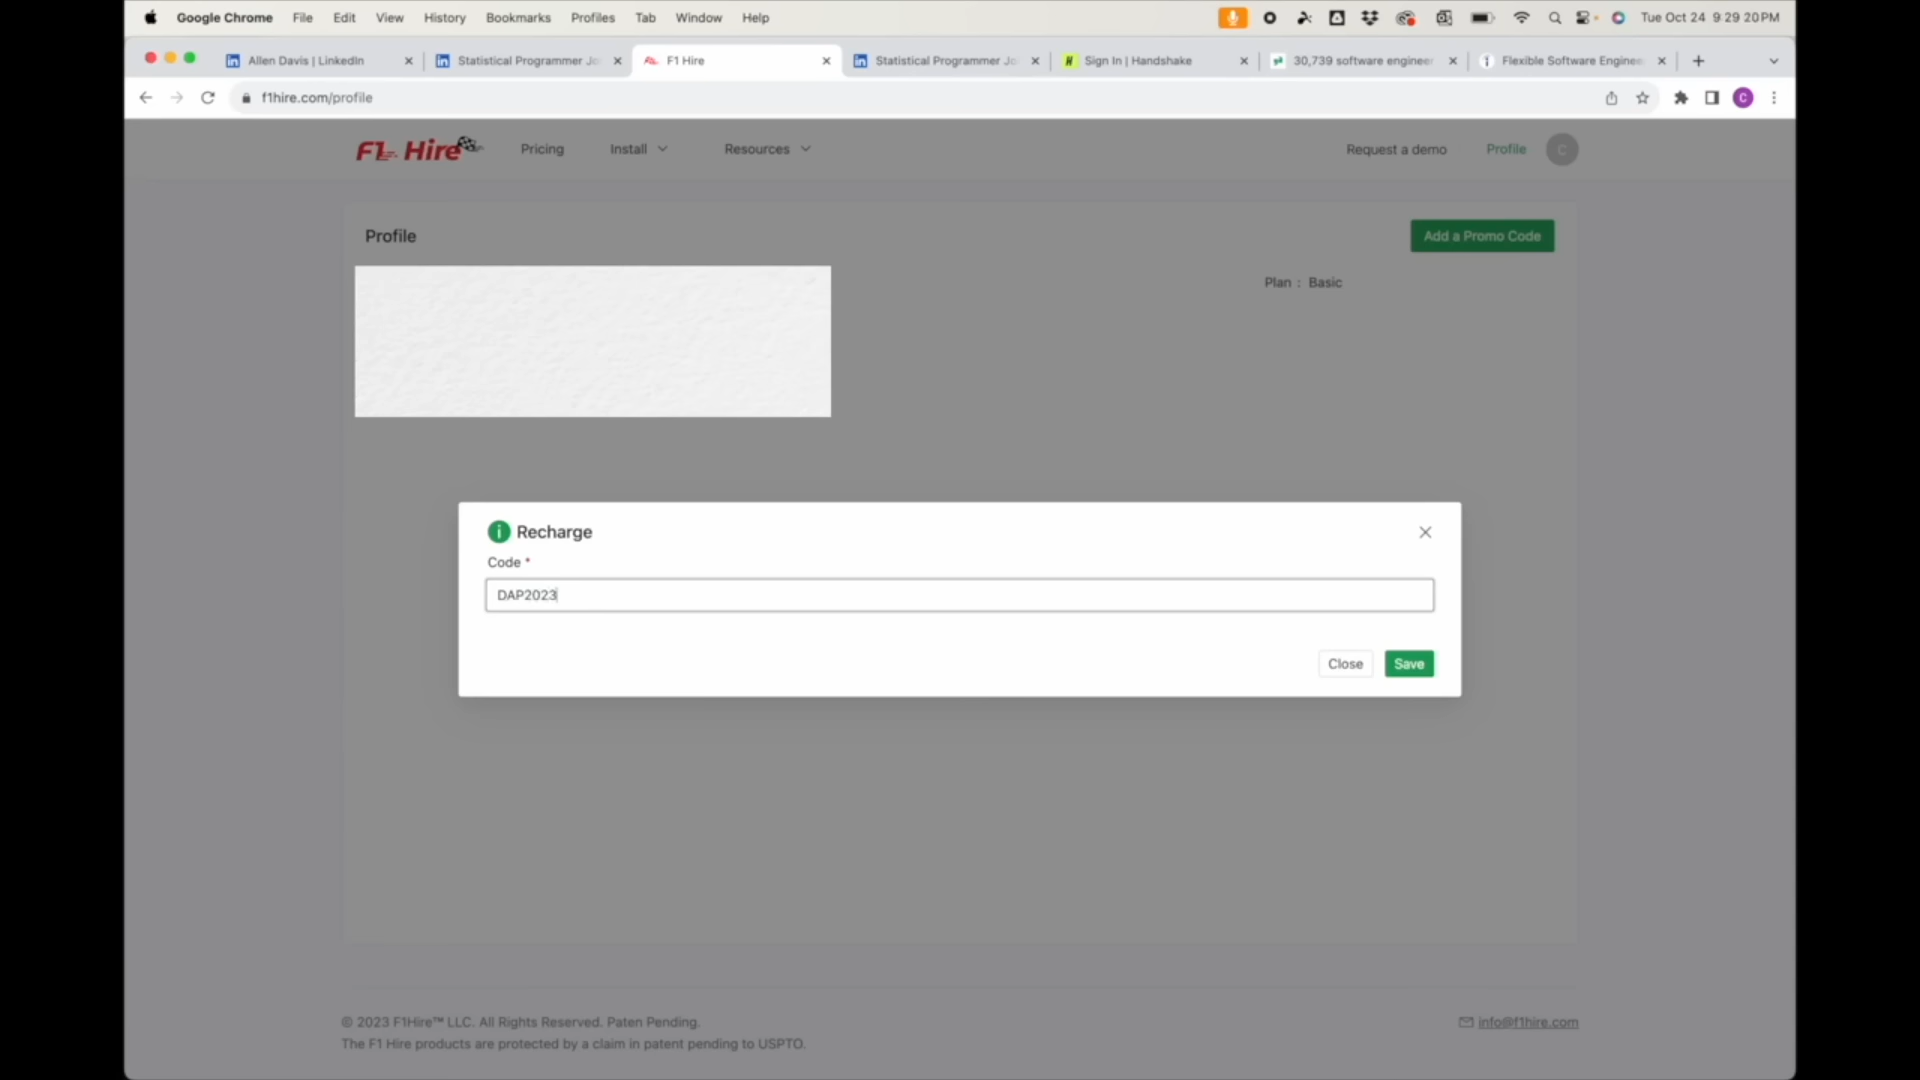 Google Chrome File Edit View History Bookmarks Profiles Tab Window Help Tue Oct 24 9 29 20 PM
Allen Davis | LinkedIn Statistical Programmer Jo F1 Hire Statistical Programmer Jo Sign In | Handshake 30,739 software engineer Flexible Software Enginee
f1hire.com/profile C
F1 Hire Pricing Install Resources Request a demo Profile C
Profile Add a Promo Code
Plan : Basic
Recharge
Code *
DAP2023
Close Save
© 2023 F1Hire™ LLC. All Rights Reserved. Paten Pending. info@f1hire.com
The F1 Hire products are protected by a claim in patent pending to USPTO.